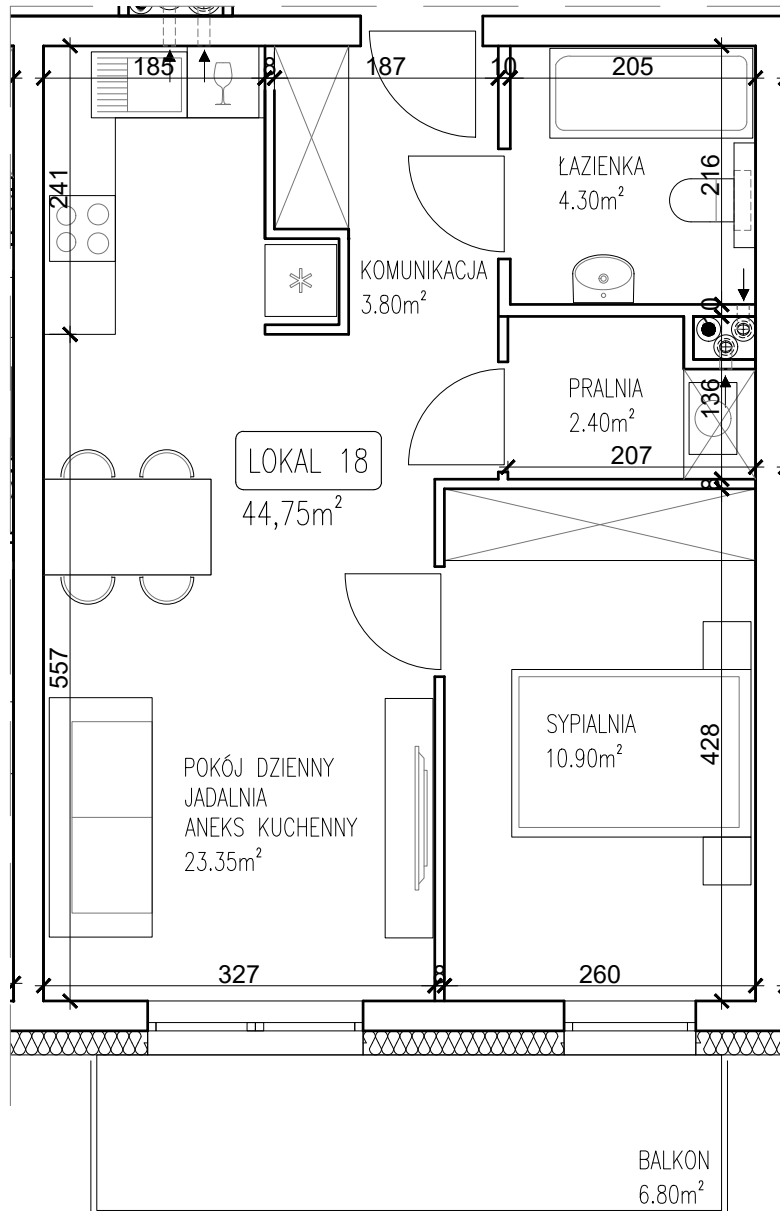 185
8
187
10
205
241
ŁAZIENKA
4.30m²
216
KOMUNIKACJA
3.80m²
PRALNIA
2.40m²
136
207
8
LOKAL 18
44,75m²
557
SYPIALNIA
10.90m²
428
POKÓJ DZIENNY
JADALNIA
ANEKS KUCHENNY
23.35m²
327
8
260
BALKON
6.80m²